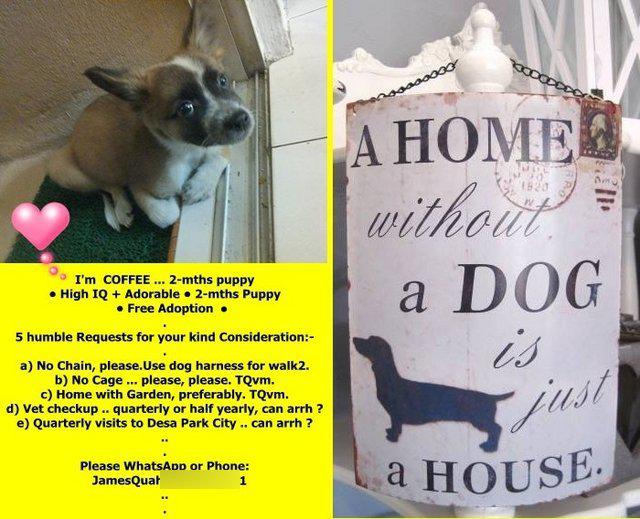 I'm COFFEE ... 2-mths puppy
• High IQ + Adorable • 2-mths Puppy
• Free Adoption •
.
5 humble Requests for your kind Consideration:-
.
a) No Chain, please.Use dog harness for walk2.
b) No Cage ... please, please. TQvm.
c) Home with Garden, preferably. TQvm.
d) Vet checkup .. quarterly or half yearly, can arrh ?
e) Quarterly visits to Desa Park City .. can arrh ?
..
.
Please WhatsApp or Phone:
JamesQuah 1
..
.
A HOME
without
a DOG
is
just
a HOUSE.
1820